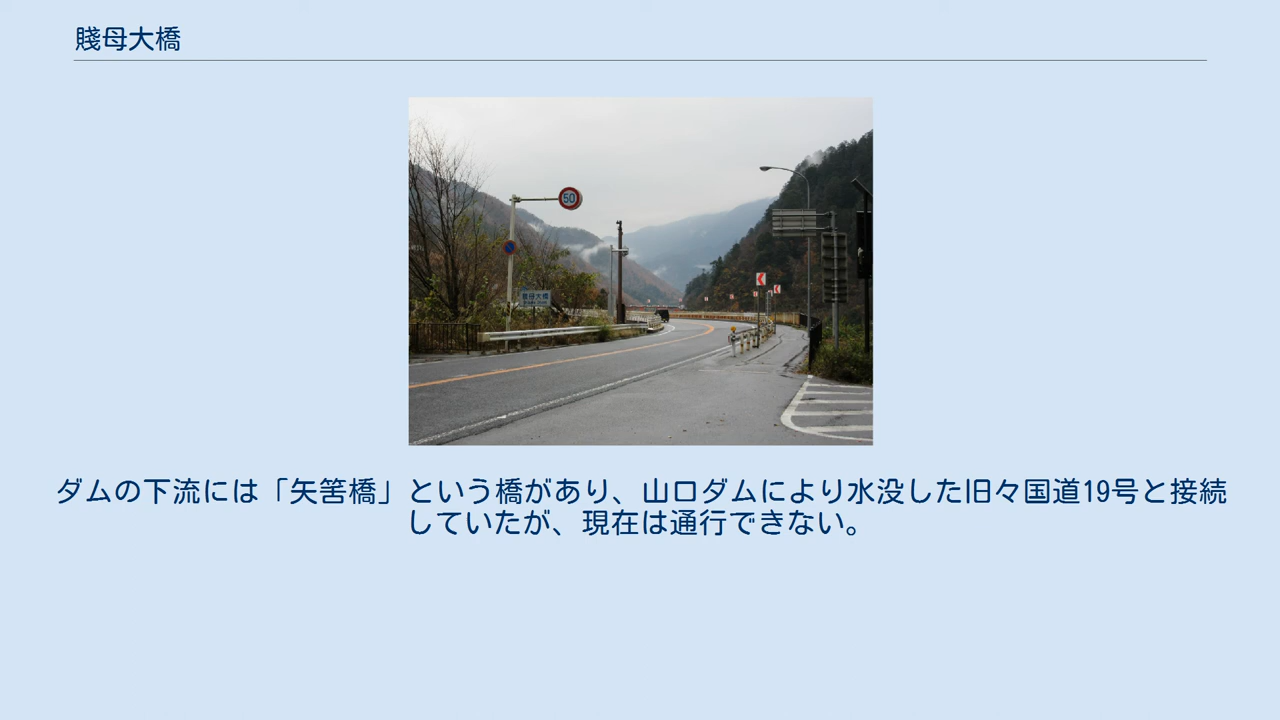 賤母大橋
50
賤母大橋
ダムの下流には「矢筈橋」という橋があり、山口ダムにより水没した旧々国道19号と接続
していたが、現在は通行できない。